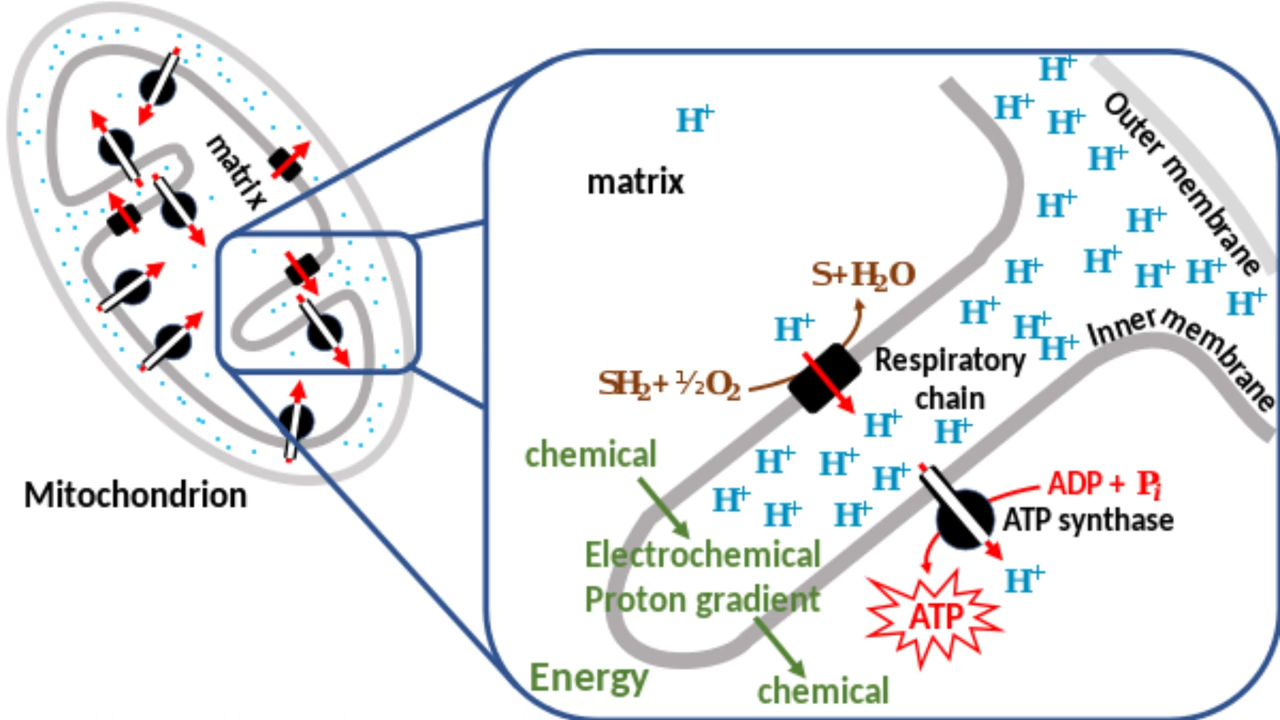 matrix
Mitochondrion
H⁺
H⁺
H⁺
H⁺
H⁺
matrix
Outer membrane
H⁺
H⁺
H⁺
H⁺
H⁺
H⁺
S+H₂O
H⁺
H⁺
H⁺
H⁺
H⁺
Inner membrane
SH₂+ ½O₂
Respiratory
chain
H⁺
H⁺
chemical
H⁺
H⁺
H⁺
H⁺
H⁺
H⁺
ADP + Pᵢ
ATP synthase
Electrochemical
H⁺
Proton gradient
ATP
Energy
chemical